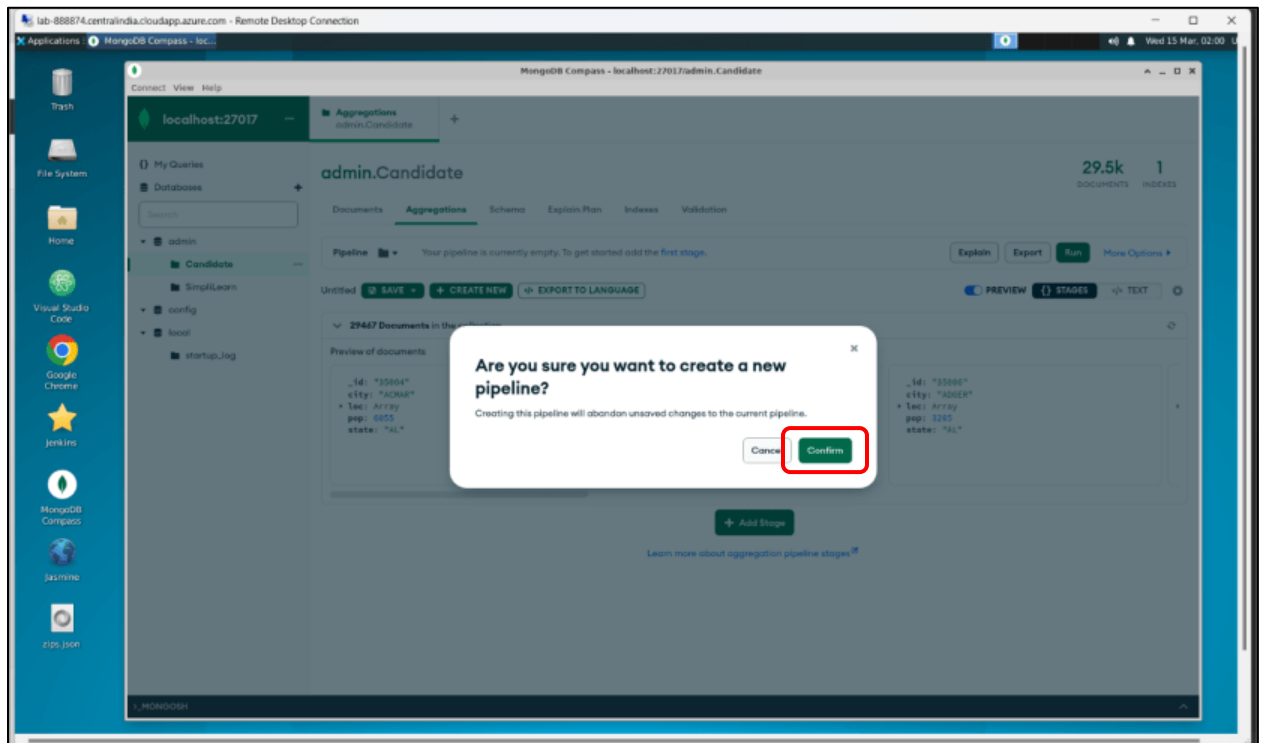 lab-888874.centralindia.cloudapp.azure.com - Remote Desktop Connection
Applications : MongoDB Compass - loc...
Wed 15 Mar, 02:00 U
MongoDB Compass - localhost:27017/admin.Candidate
Connect View Help
Trash
File System
Home
Visual Studio
Code
Google
Chrome
Jenkins
MongoDB
Compass
Jasmine
zips.json
localhost:27017
{} My Queries
Databases
Search
admin
Candidate
SimpliLearn
config
local
startup_log
Aggregations
admin.Candidate
admin.Candidate
29.5k 1
DOCUMENTS INDEXES
Documents Aggregations Schema Explain Plan Indexes Validation
Pipeline Your pipeline is currently empty. To get started add the first stage.
Explain Export Run More Options
Untitled SAVE + CREATE NEW </> EXPORT TO LANGUAGE
PREVIEW {} STAGES </> TEXT
29467 Documents in the
Preview of documents
_id: "35004"
city: "ACMAR"
loc: Array
pop: 6055
state: "AL"
_id: "35006"
city: "ADGER"
loc: Array
pop: 3205
state: "AL"
Are you sure you want to create a new
pipeline?
Creating this pipeline will abandon unsaved changes to the current pipeline.
Cancel Confirm
+ Add Stage
Learn more about aggregation pipeline stages
>_MONGOSH